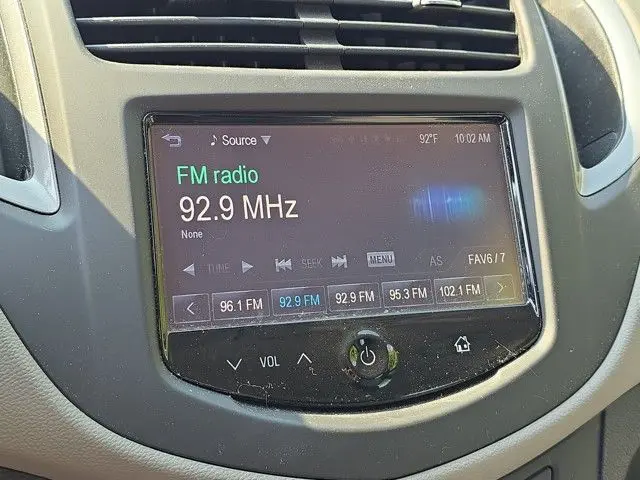 Source 92°F 10:02 AM
FM radio
92.9 MHz
None
TUNE SEEK MENU AS FAV6 / 7
96.1 FM 92.9 FM 92.9 FM 95.3 FM 102.1 FM
VOL